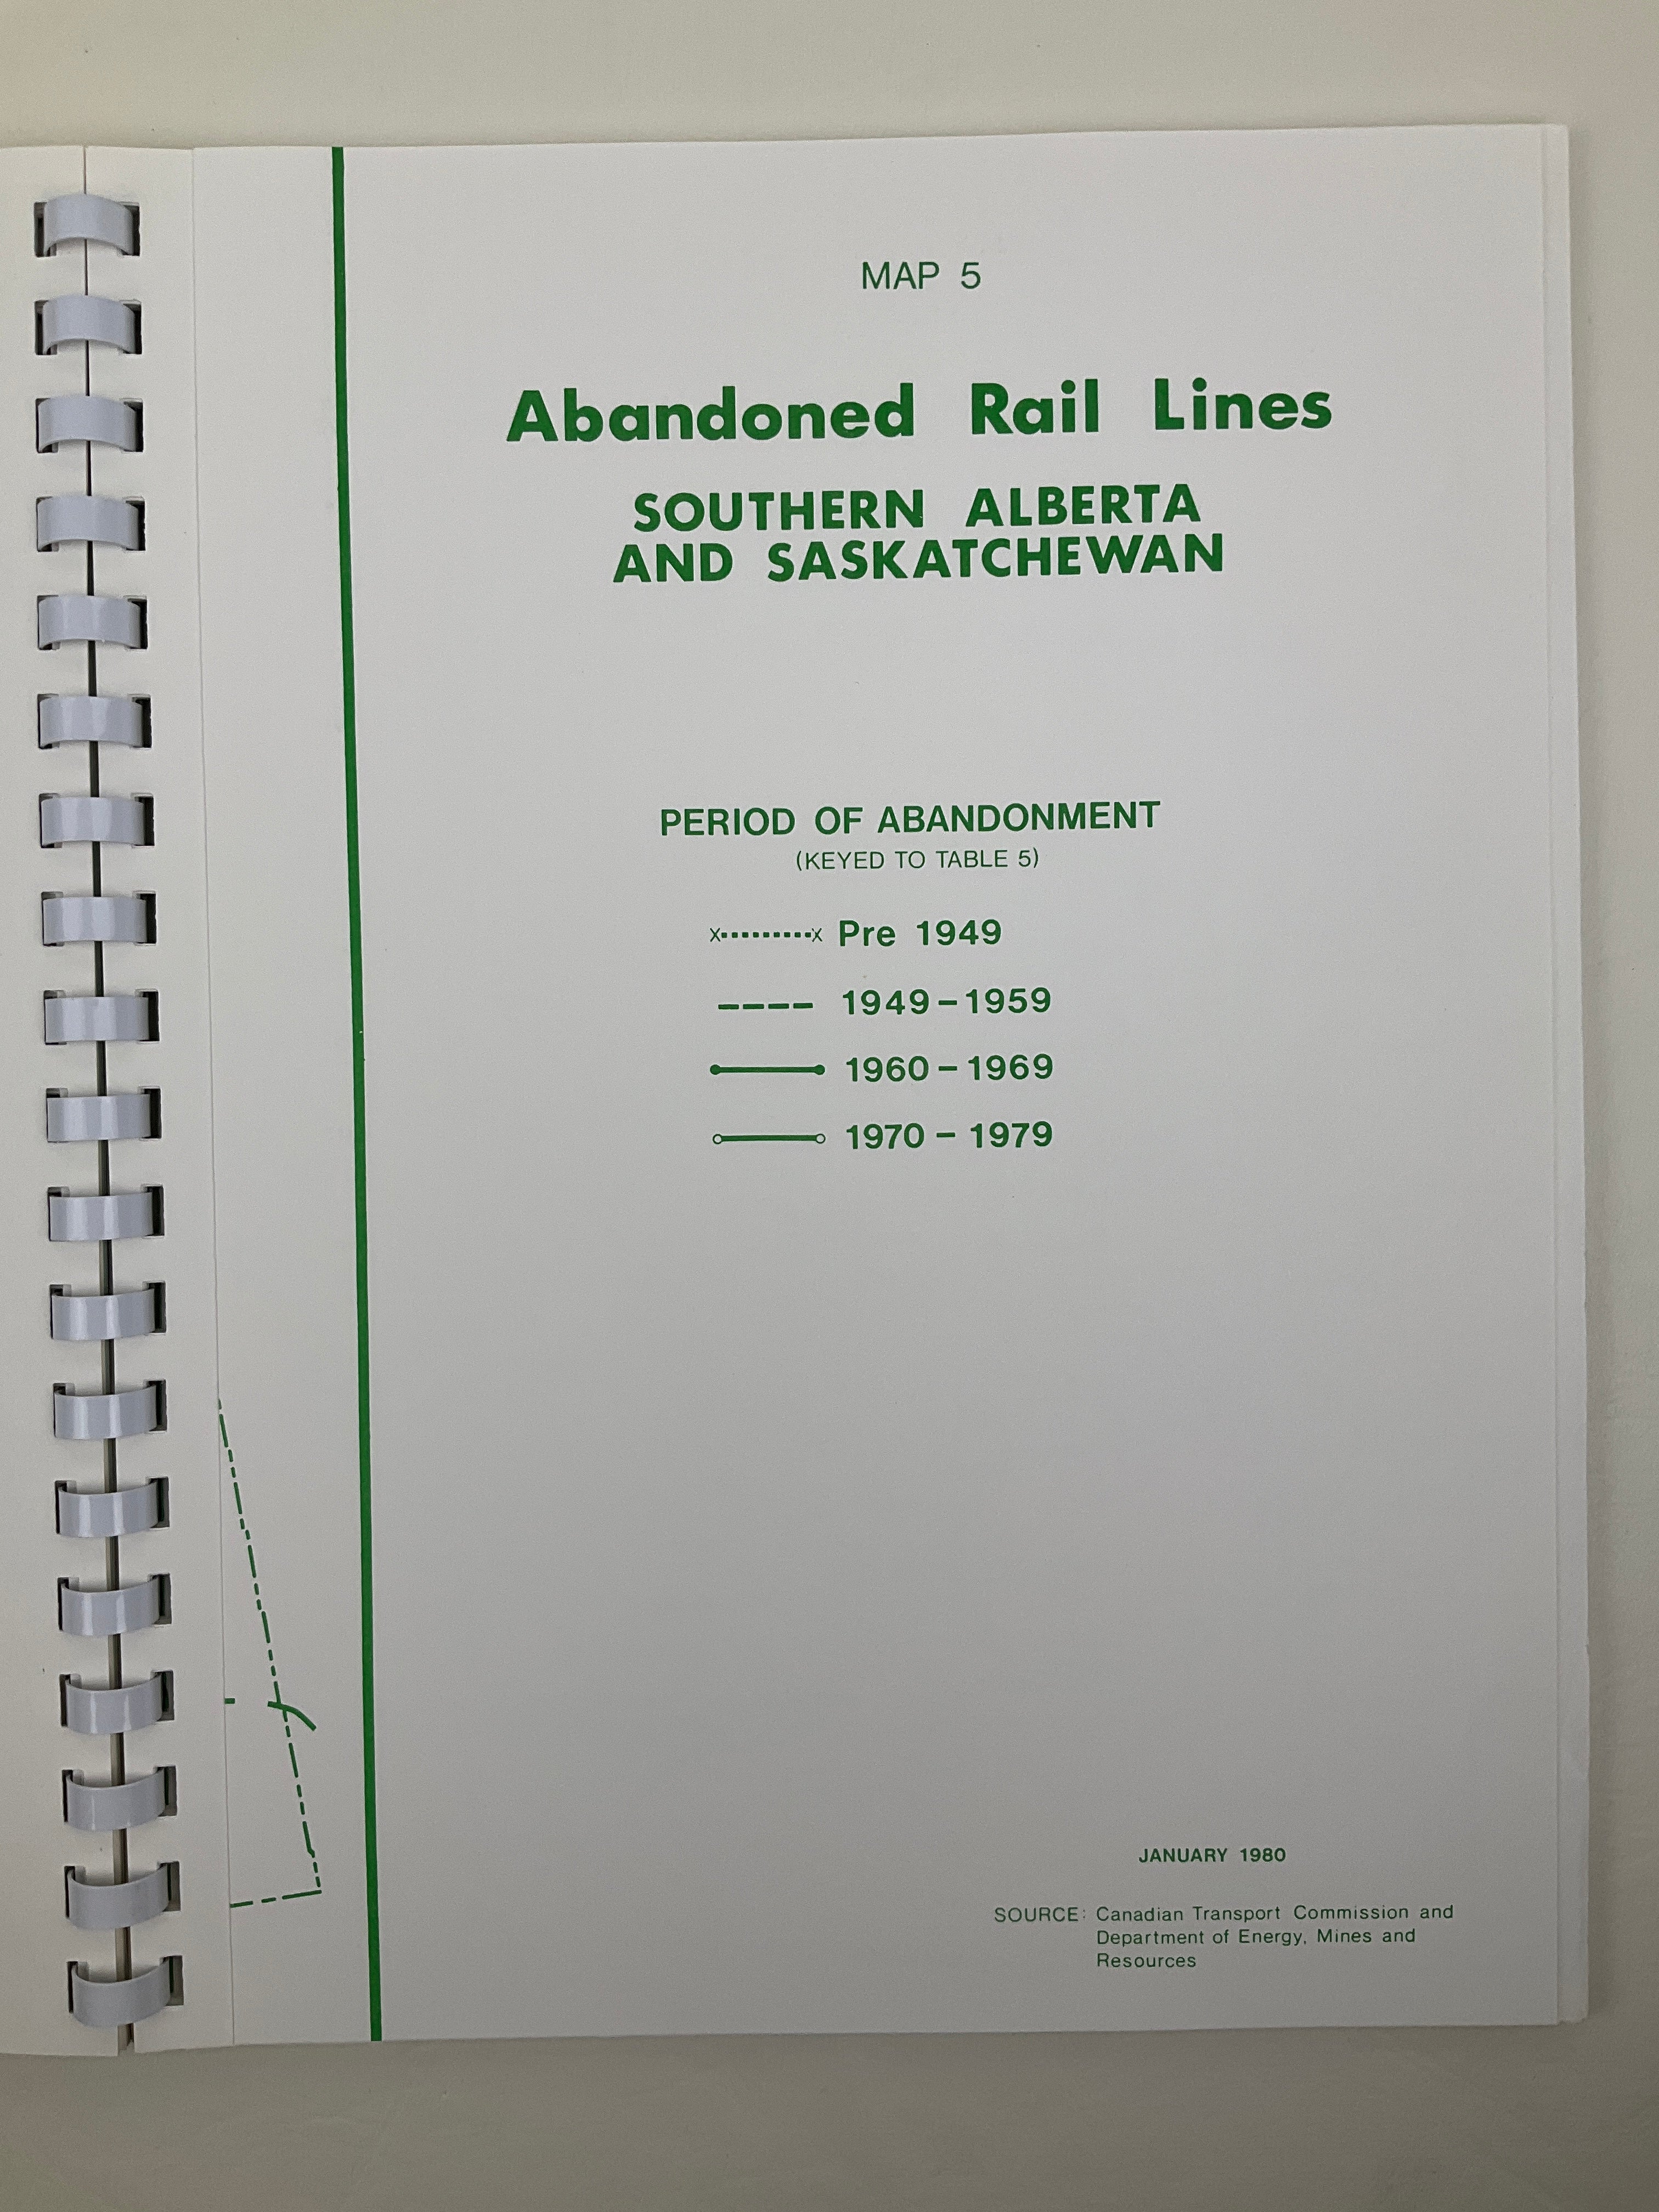 MAP 5
Abandoned Rail Lines
SOUTHERN ALBERTA
AND SASKATCHEWAN
PERIOD OF ABANDONMENT
(KEYED TO TABLE 5)
Pre 1949
1949-1959
1960-1969
1970-1979
JANUARY 1980
SOURCE: Canadian Transport Commission and
Department of Energy, Mines and
Resources